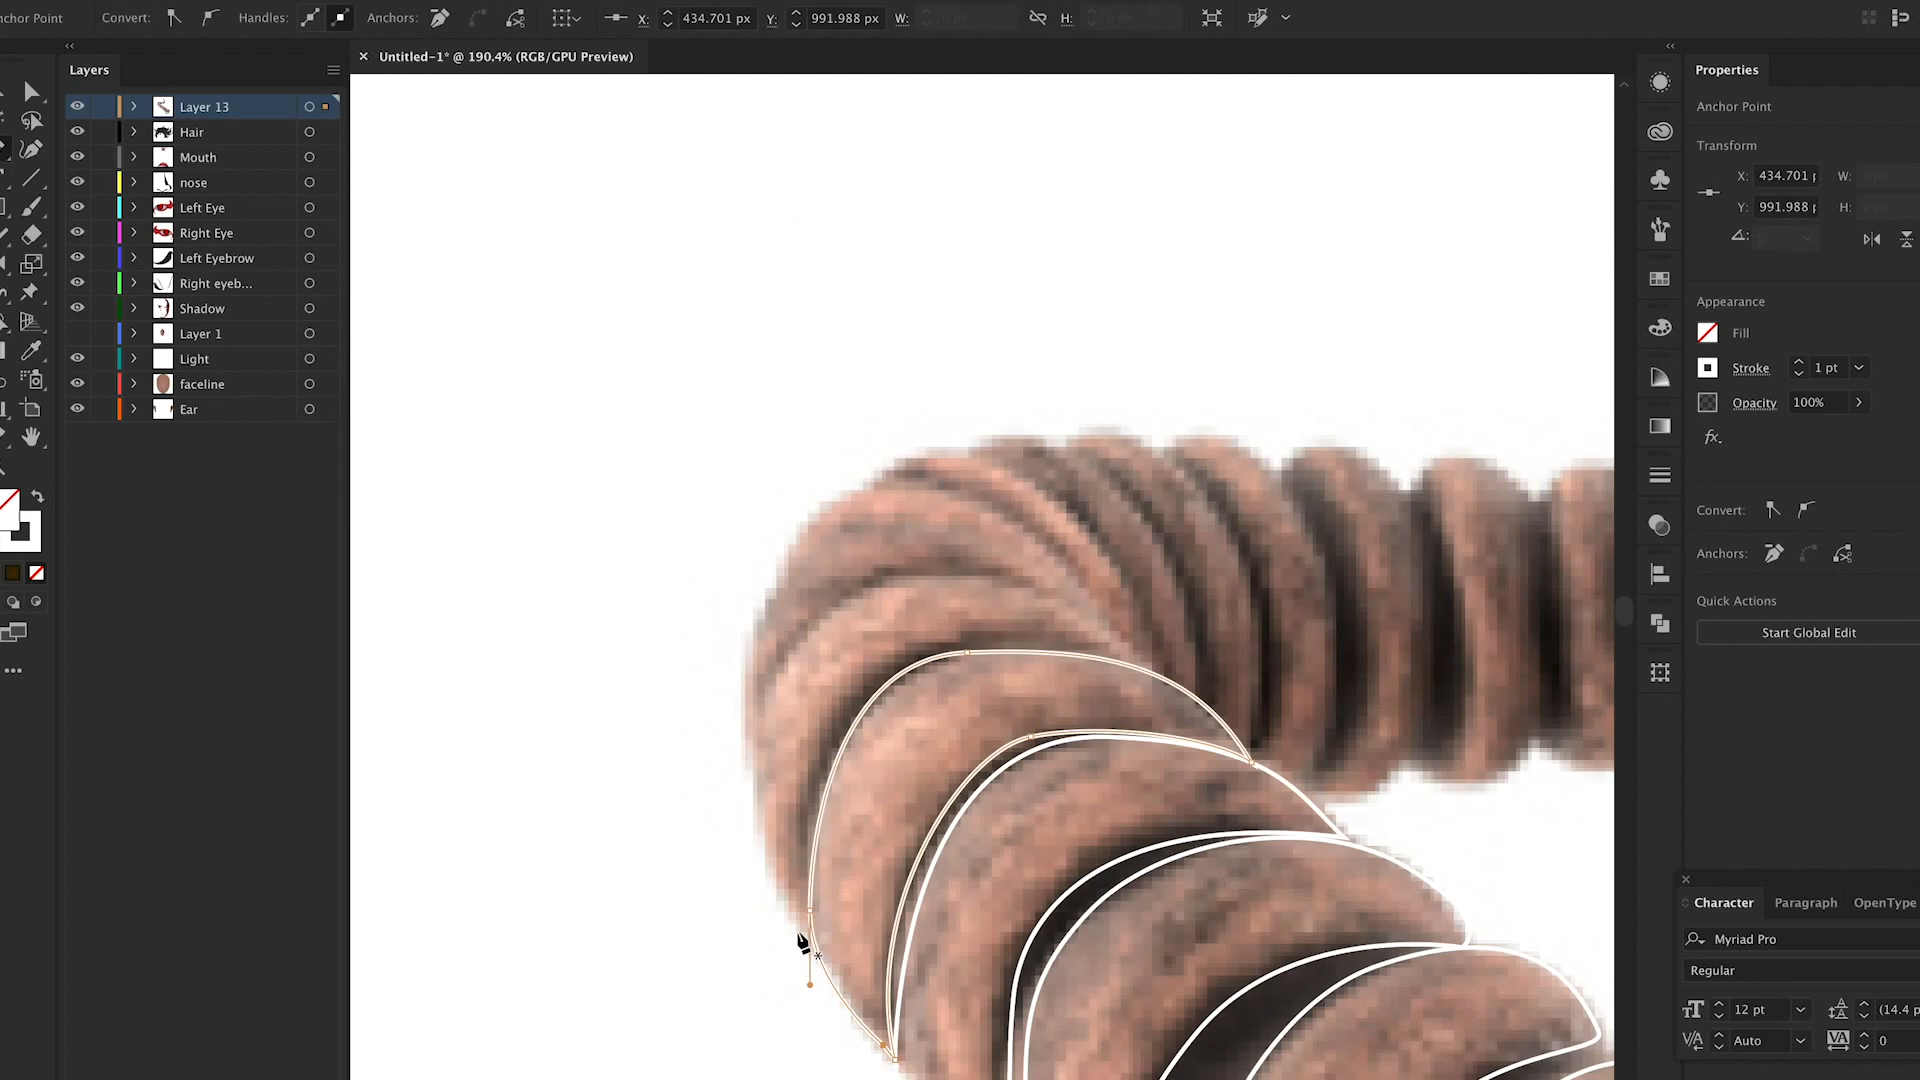 nchor Point Convert: Handles: Anchors: X: 434.701 px Y: 991.988 px W: H:
Untitled-1* @ 190.4% (RGB/GPU Preview)
Layers
Layer 13
Hair
Mouth
nose
Left Eye
Right Eye
Left Eyebrow
Right eyeb...
Shadow
Layer 1
Light
faceline
Ear
Properties
Anchor Point
Transform
X: 434.701 p W:
Y: 991.988 p H:
Appearance
Fill
Stroke 1 pt
Opacity 100%
fx.
Convert:
Anchors:
Quick Actions
Start Global Edit
Character Paragraph OpenType
Myriad Pro
Regular
12 pt (14.4 p
Auto 0